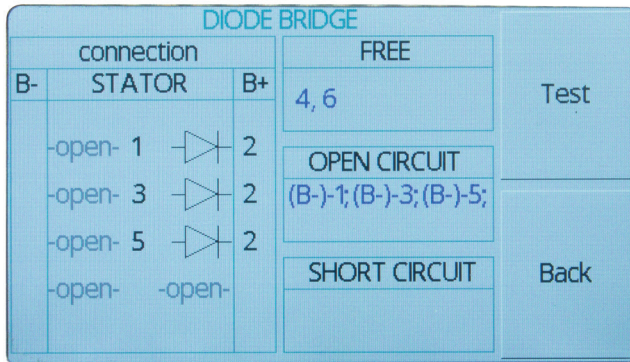 DIODE BRIDGE
connection
B- STATOR B+
-open- 1 2
-open- 3 2
-open- 5 2
-open- -open-
FREE
4, 6
OPEN CIRCUIT
(B-)-1; (B-)-3; (B-)-5;
SHORT CIRCUIT
Test
Back